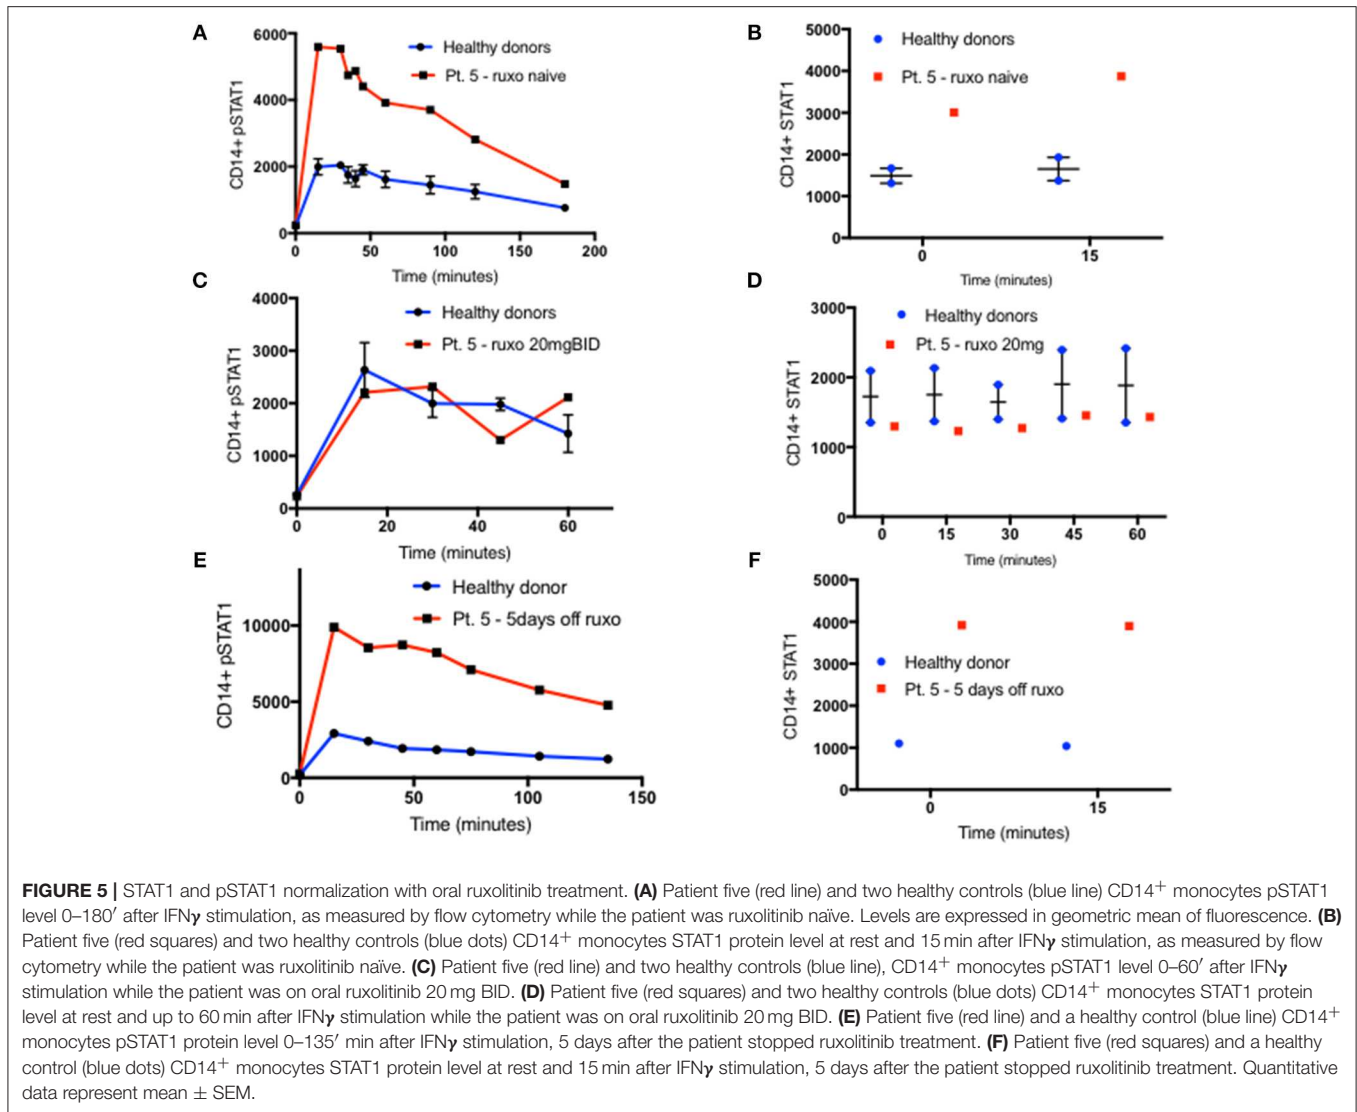 A
6000
4000
2000
0
CD14+ pSTAT1
Healthy donors
Pt. 5 - ruxo naive
0 50 100 150 200
Time (minutes)
B
5000
4000
3000
2000
1000
0
CD14+ STAT1
Healthy donors
Pt. 5 - ruxo naive
0 15
Time (minutes)
C
4000
3000
2000
1000
0
CD14+ pSTAT1
Healthy donors
Pt. 5 - ruxo 20mgBID
0 20 40 60
Time (minutes)
D
3000
2000
1000
0
CD14+ STAT1
Healthy donors
Pt. 5 - ruxo 20mg
0 15 30 45 60
Time (minutes)
E
10000
5000
0
CD14+ pSTAT1
Healthy donor
Pt. 5 - 5days off ruxo
0 50 100 150
Time (minutes)
F
5000
4000
3000
2000
1000
0
CD14+ STAT1
Healthy donor
Pt. 5 - 5 days off ruxo
0 15
Time (minutes)
FIGURE 5 | STAT1 and pSTAT1 normalization with oral ruxolitinib treatment. (A) Patient five (red line) and two healthy controls (blue line) CD14+ monocytes pSTAT1
level 0–180′ after IFNγ stimulation, as measured by flow cytometry while the patient was ruxolitinib naïve. Levels are expressed in geometric mean of fluorescence. (B)
Patient five (red squares) and two healthy controls (blue dots) CD14+ monocytes STAT1 protein level at rest and 15 min after IFNγ stimulation, as measured by flow
cytometry while the patient was ruxolitinib naïve. (C) Patient five (red line) and two healthy controls (blue line), CD14+ monocytes pSTAT1 level 0–60′ after IFNγ
stimulation while the patient was on oral ruxolitinib 20 mg BID. (D) Patient five (red squares) and two healthy controls (blue dots) CD14+ monocytes STAT1 protein
level at rest and up to 60 min after IFNγ stimulation while the patient was on oral ruxolitinib 20 mg BID. (E) Patient five (red line) and a healthy control (blue line) CD14+
monocytes pSTAT1 protein level 0–135′ min after IFNγ stimulation, 5 days after the patient stopped ruxolitinib treatment. (F) Patient five (red squares) and a healthy
control (blue dots) CD14+ monocytes STAT1 protein level at rest and 15 min after IFNγ stimulation, 5 days after the patient stopped ruxolitinib treatment. Quantitative
data represent mean ± SEM.